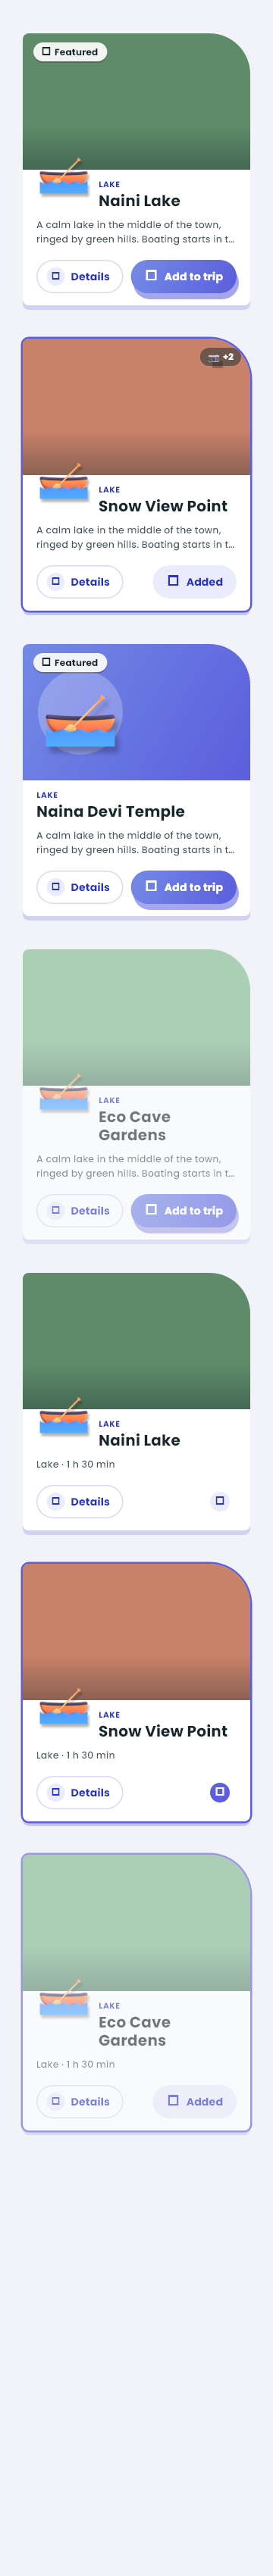 Featured
LAKE
Naini Lake
A calm lake in the middle of the town,
ringed by green hills. Boating starts in t...
Details
Add to trip
+2
LAKE
Snow View Point
A calm lake in the middle of the town,
ringed by green hills. Boating starts in t...
Details
Added
Featured
LAKE
Naina Devi Temple
A calm lake in the middle of the town,
ringed by green hills. Boating starts in t...
Details
Add to trip
LAKE
Eco Cave
Gardens
A calm lake in the middle of the town,
ringed by green hills. Boating starts in t...
Details
Add to trip
LAKE
Naini Lake
Lake · 1 h 30 min
Details
LAKE
Snow View Point
Lake · 1 h 30 min
Details
LAKE
Eco Cave
Gardens
Lake · 1 h 30 min
Details
Added